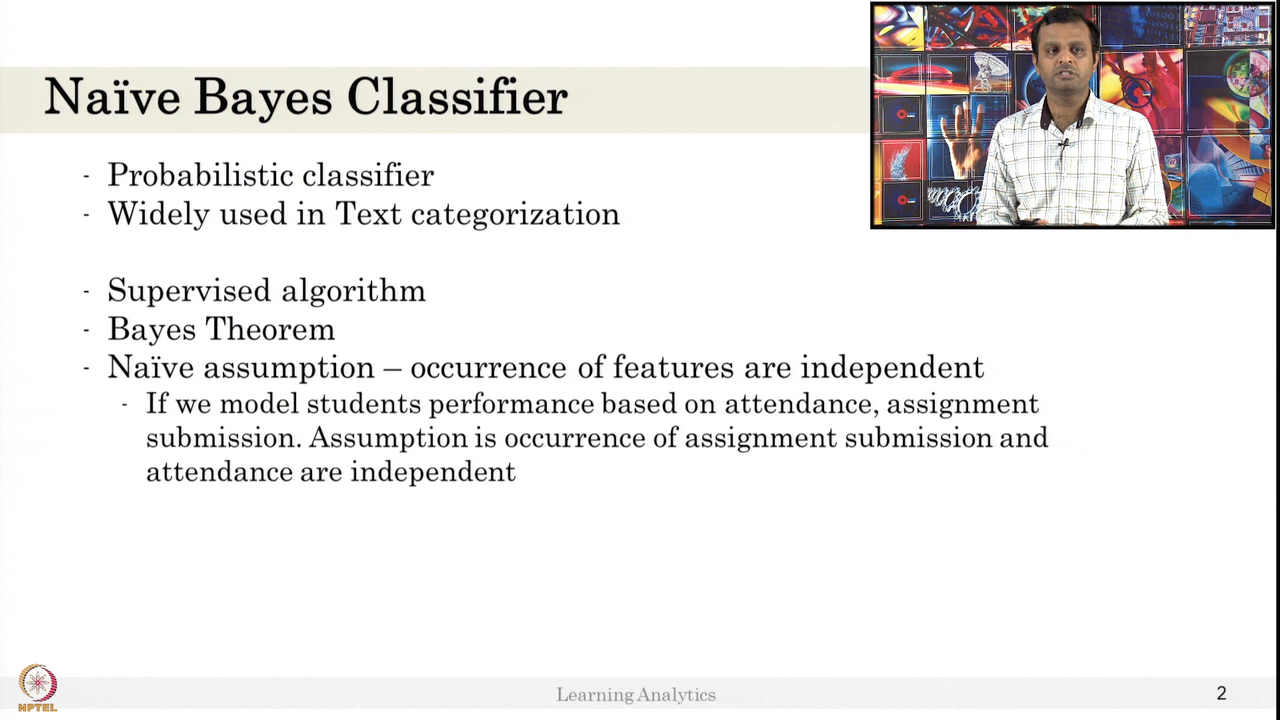 Naïve Bayes Classifier
- Probabilistic classifier
- Widely used in Text categorization
- Supervised algorithm
- Bayes Theorem
- Naïve assumption – occurrence of features are independent
- If we model students performance based on attendance, assignment
submission. Assumption is occurrence of assignment submission and
attendance are independent
NPTEL
Learning Analytics
2